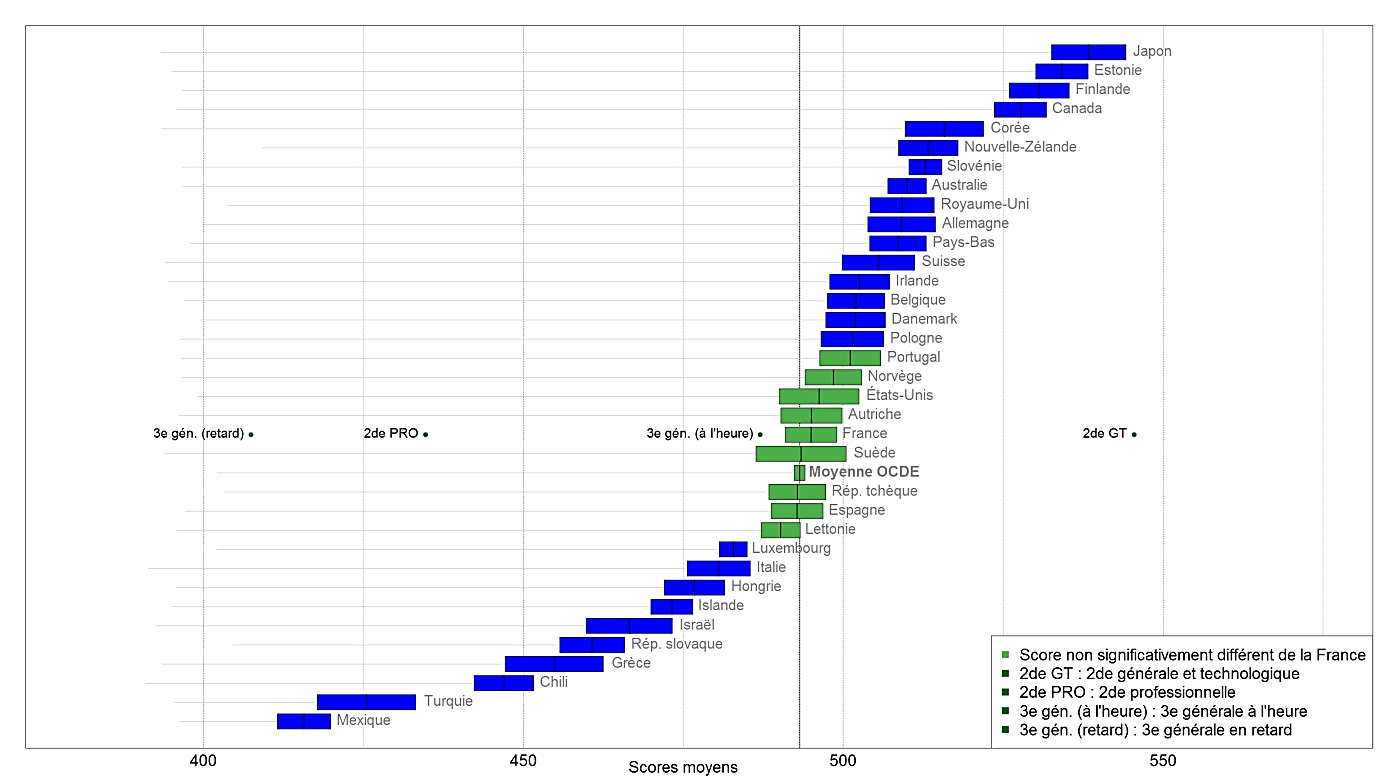 Japon
Estonie
Finlande
Canada
Corée
Nouvelle-Zélande
Slovénie
Australie
Royaume-Uni
Allemagne
Pays-Bas
Suisse
Irlande
Belgique
Danemark
Pologne
Portugal
Norvège
États-Unis
Autriche
3e gén. (retard) 2de PRO 3e gén. (à l'heure) France 2de GT
Suède
Moyenne OCDE
Rép. tchèque
Espagne
Lettonie
Luxembourg
Italie
Hongrie
Islande
Israël
Rép. slovaque
Grèce
Chili
Turquie
Mexique
Score non significativement différent de la France
2de GT : 2de générale et technologique
2de PRO : 2de professionnelle
3e gén. (à l'heure) : 3e générale à l'heure
3e gén. (retard) : 3e générale en retard
400 450 500 550
Scores moyens